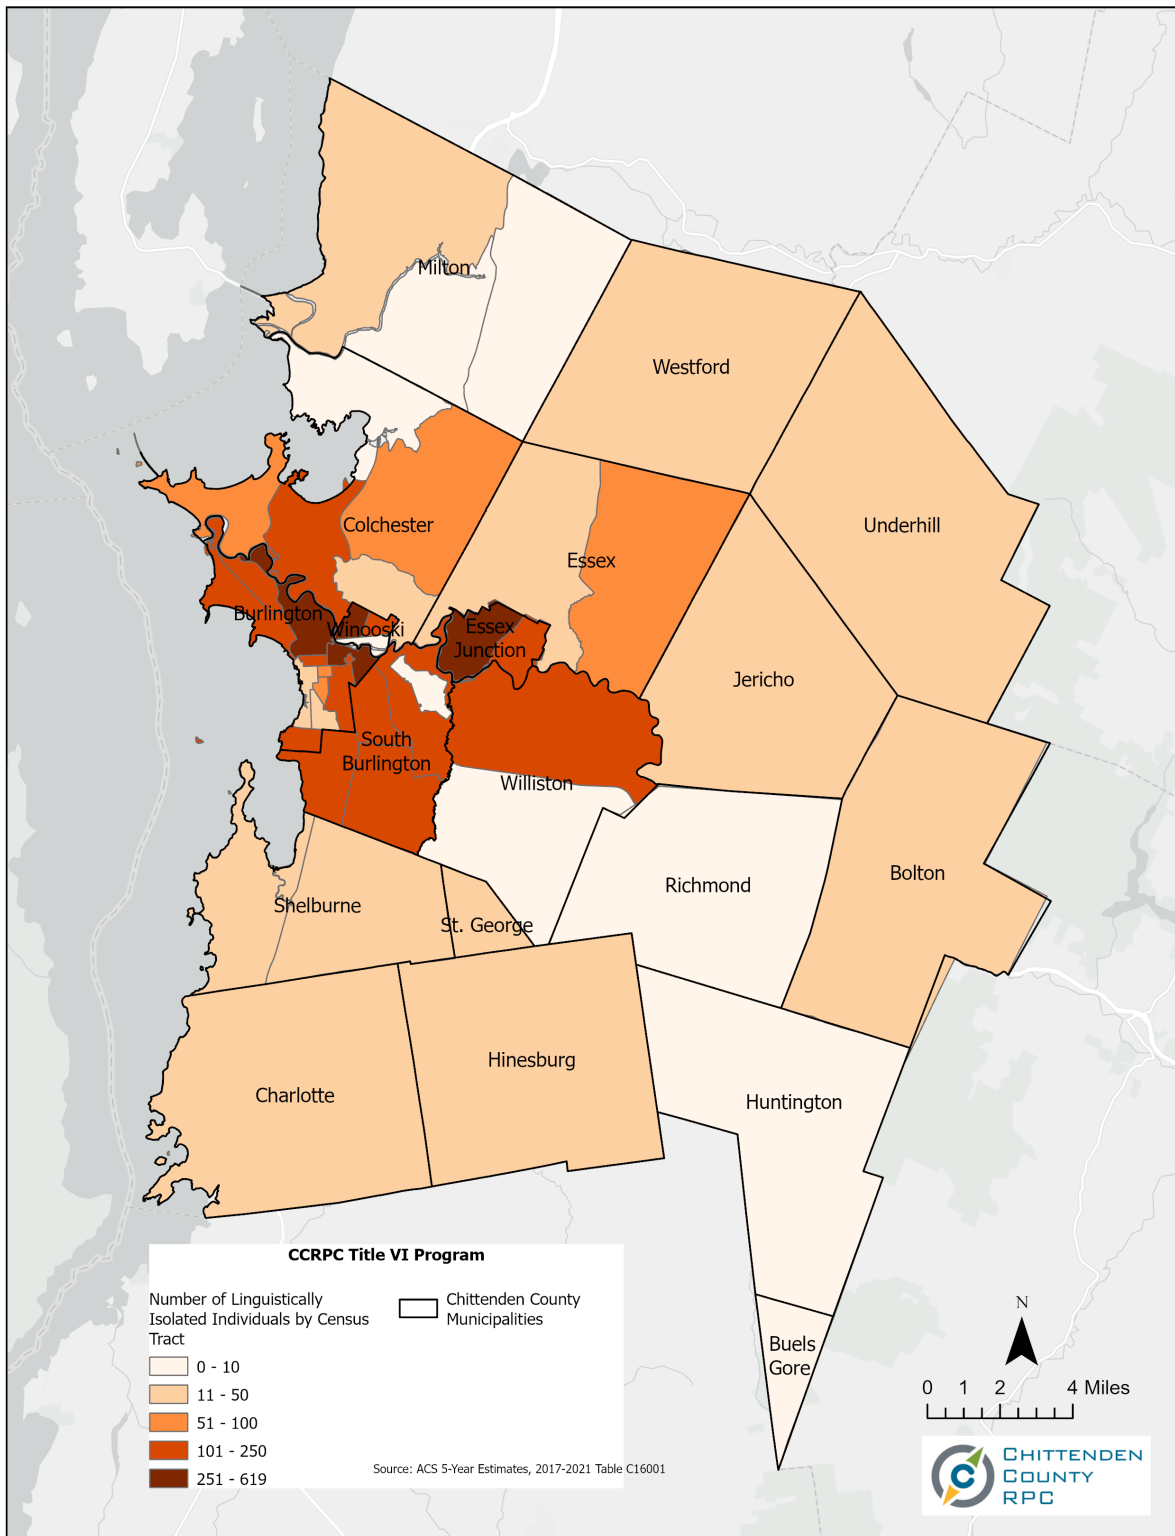 Milton
Westford
Colchester
Underhill
Essex
Burlington
Winooski
Essex
Junction
Jericho
South
Burlington
Williston
Bolton
Richmond
Shelburne
St. George
Hinesburg
Charlotte
Huntington
Buels
Gore
CCRPC Title VI Program
Number of Linguistically
Isolated Individuals by Census
Tract
Chittenden County
Municipalities
0 - 10
11 - 50
51 - 100
101 - 250
251 - 619
Source: ACS 5-Year Estimates, 2017-2021 Table C16001
N
0 1 2 4 Miles
C
CHITTENDEN
COUNTY
RPC